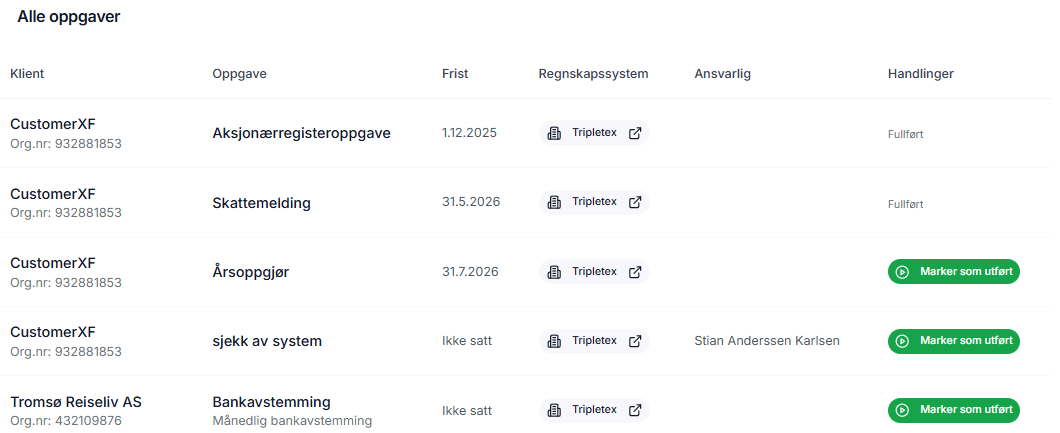 Alle oppgaver
Klient Oppgave Frist Regnskapssystem Ansvarlig Handlinger
CustomerXF
Org.nr: 932881853
Aksjonærregisteroppgave
1.12.2025
Tripletex
Fullført
CustomerXF
Org.nr: 932881853
Skattemelding
31.5.2026
Tripletex
Fullført
CustomerXF
Org.nr: 932881853
Årsoppgjør
31.7.2026
Tripletex
Marker som utført
CustomerXF
Org.nr: 932881853
sjekk av system
Ikke satt
Tripletex
Stian Anderssen Karlsen
Marker som utført
Tromsø Reiseliv AS
Org.nr: 432109876
Bankavstemming
Månedlig bankavstemming
Ikke satt
Tripletex
Marker som utført